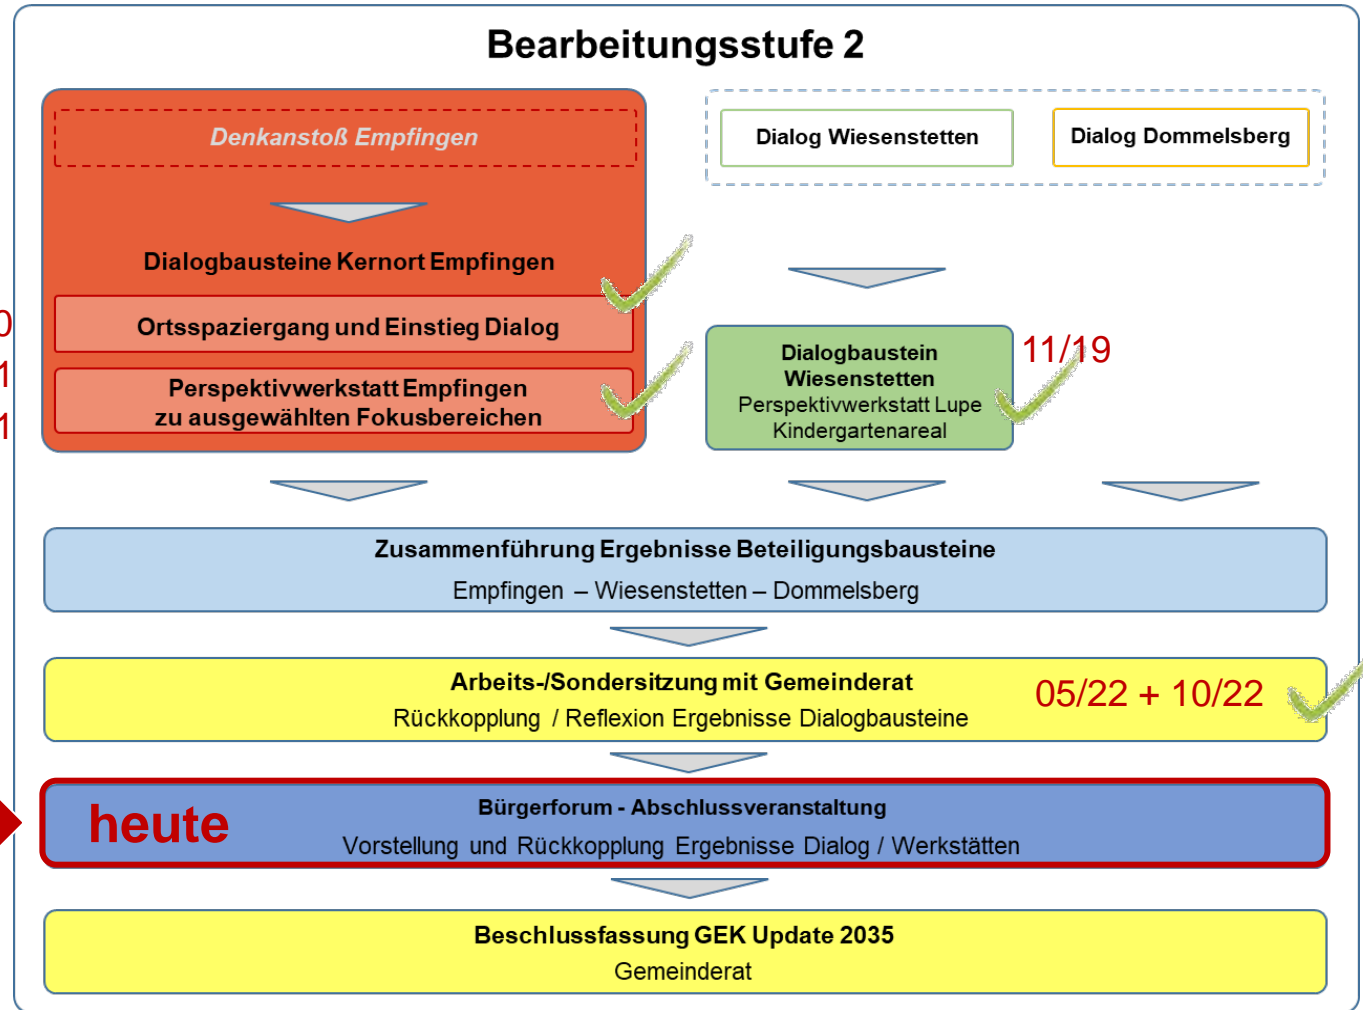 Bearbeitungsstufe 2
Denkanstoß Empfingen
Dialog Wiesenstetten
Dialog Dommelsberg
Dialogbausteine Kernort Empfingen
Ortsspaziergang und Einstieg Dialog
0
1
1
Perspektivwerkstatt Empfingen
zu ausgewählten Fokusbereichen
Dialogbaustein
Wiesenstetten
Perspektivwerkstatt Lupe
Kindergartenareal
11/19
Zusammenführung Ergebnisse Beteiligungsbausteine
Empfingen – Wiesenstetten – Dommelsberg
Arbeits-/Sondersitzung mit Gemeinderat
Rückkopplung / Reflexion Ergebnisse Dialogbausteine
05/22 + 10/22
heute
Bürgerforum - Abschlussveranstaltung
Vorstellung und Rückkopplung Ergebnisse Dialog / Werkstätten
Beschlussfassung GEK Update 2035
Gemeinderat